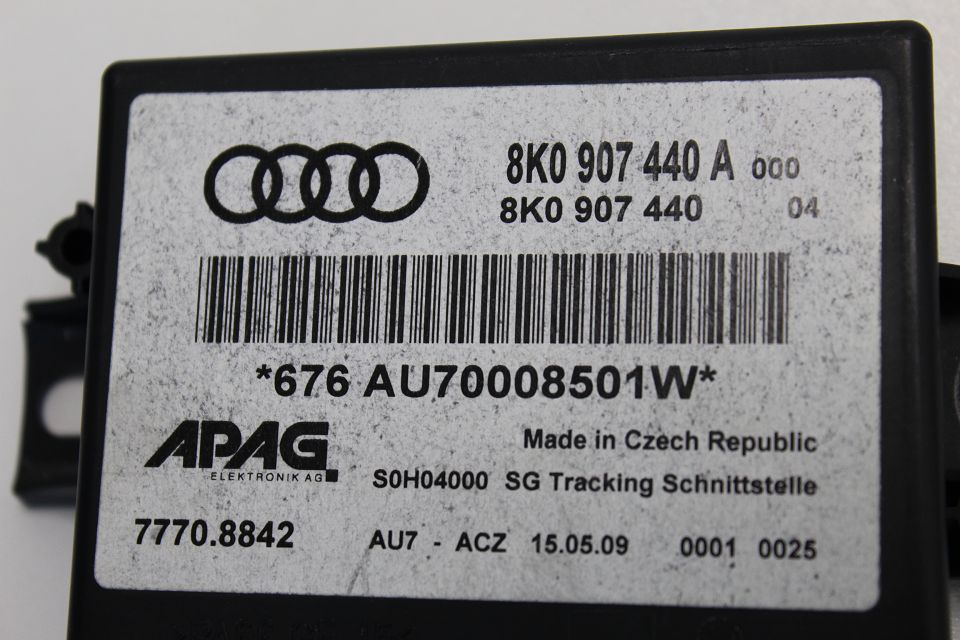 8K0 907 440 A 000
8K0 907 440 04
*676 AU70008501W*
APAG
ELEKTRONIK AG
Made in Czech Republic
S0H04000 SG Tracking Schnittstelle
7770.8842
AU7 - ACZ 15.05.09 0001 0025